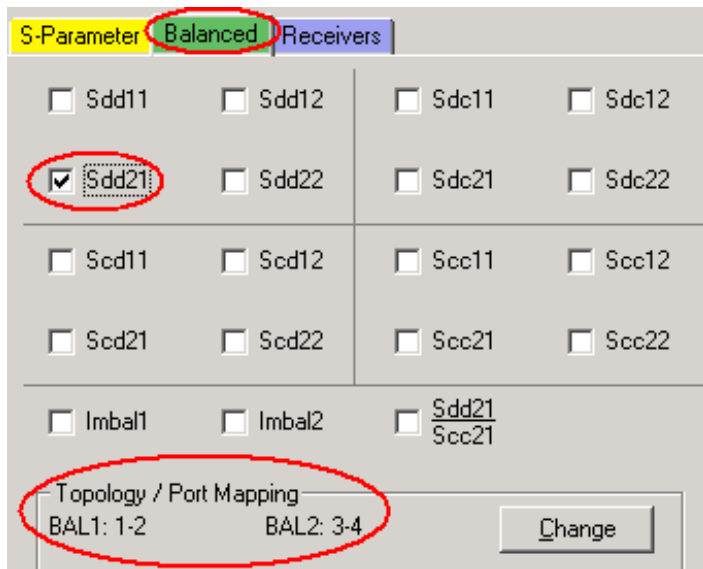 S-Parameter Balanced Receivers
Sdd11 Sdd12 Sdc11 Sdc12
Sdd21 Sdd22 Sdc21 Sdc22
Scd11 Scd12 Scc11 Scc12
Scd21 Scd22 Scc21 Scc22
Imbal1 Imbal2 Sdd21
Scc21
Topology / Port Mapping
BAL1: 1-2 BAL2: 3-4 Change